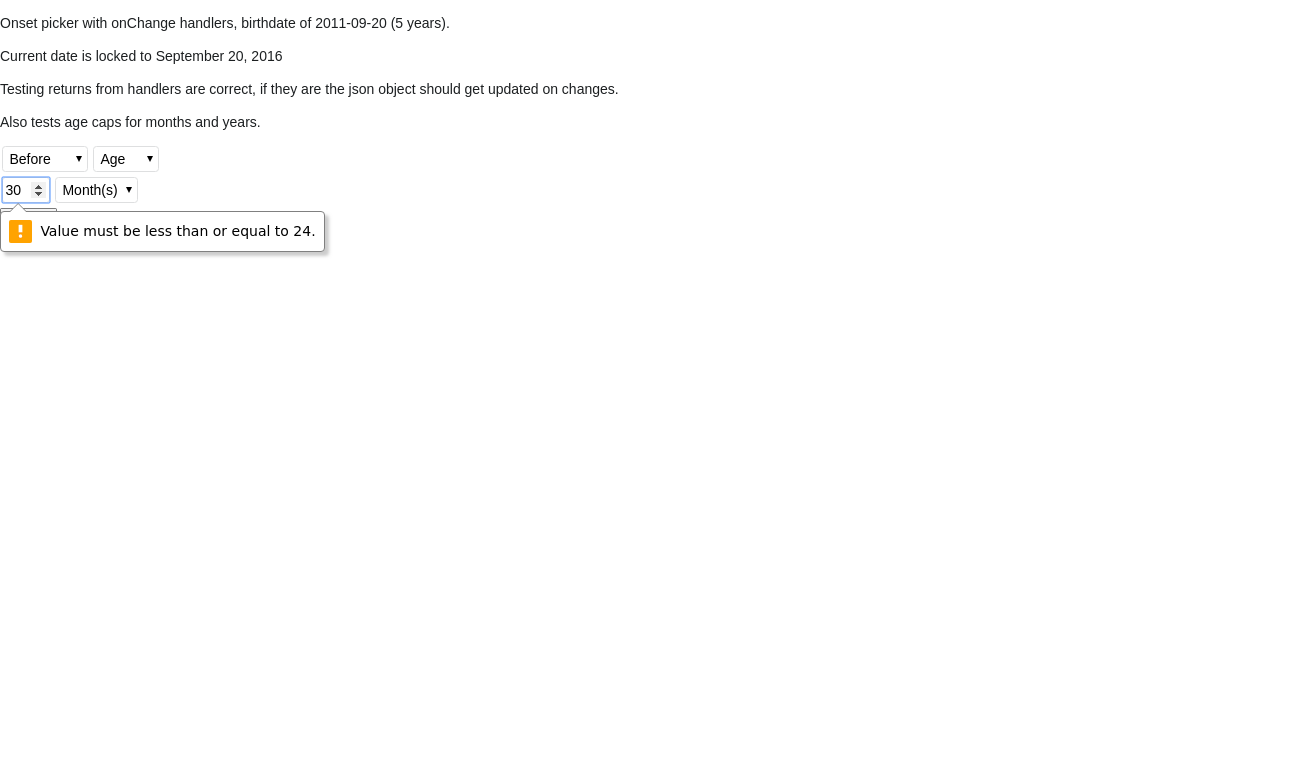 Onset picker with onChange handlers, birthdate of 2011-09-20 (5 years).
Current date is locked to September 20, 2016
Testing returns from handlers are correct, if they are the json object should get updated on changes.
Also tests age caps for months and years.
Before Age
30 Month(s)
Value must be less than or equal to 24.